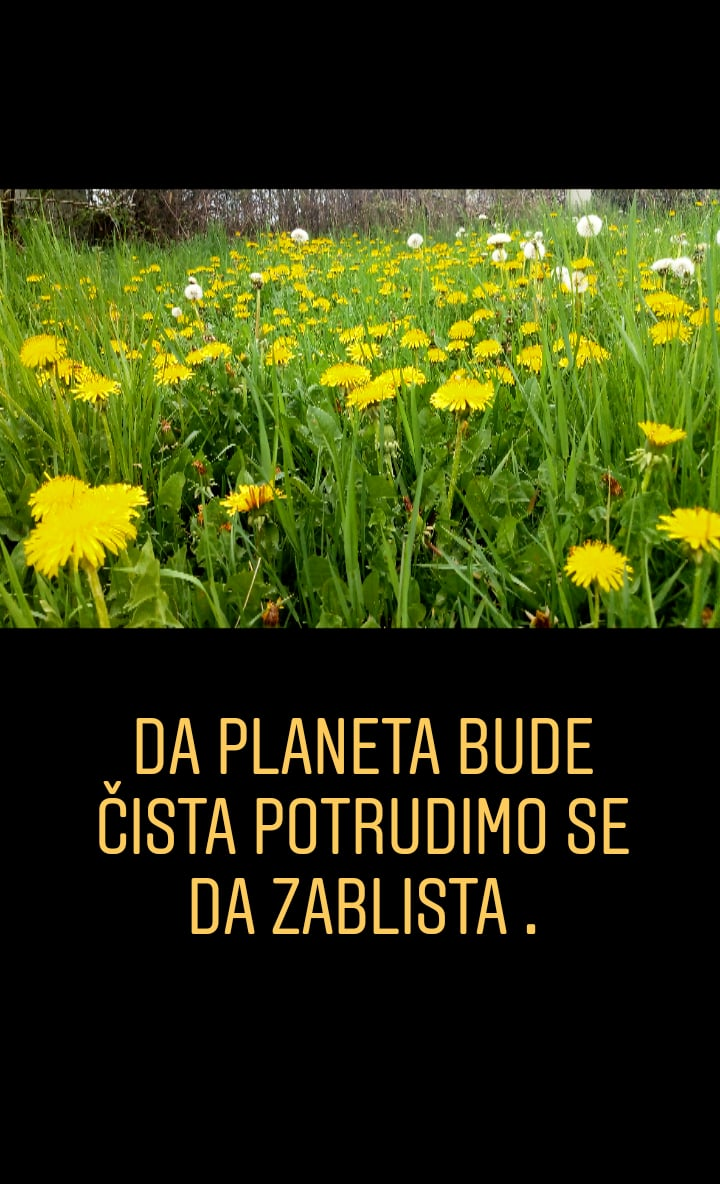 DA PLANETA BUDE
ČISTA POTRUDIMO SE
DA ZABLISTA .